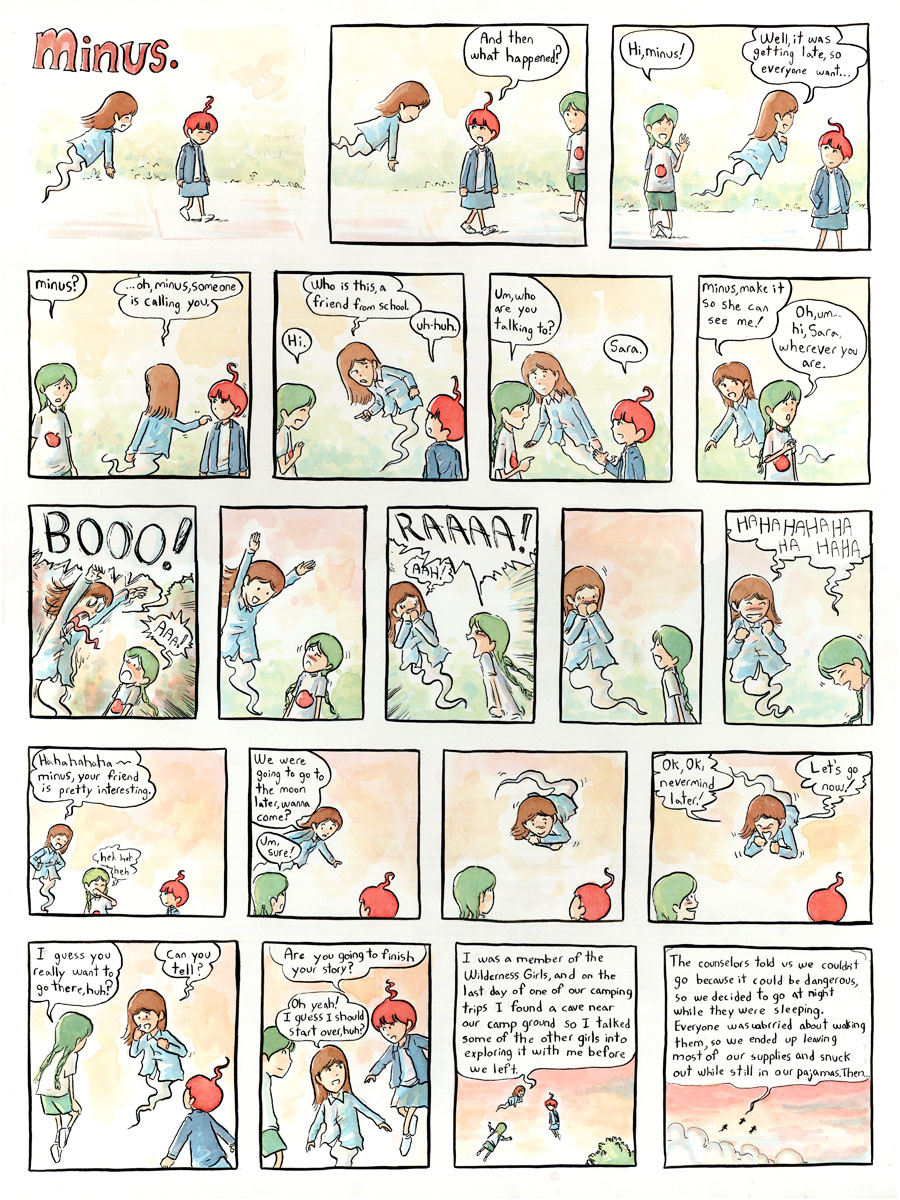 minus.
And then
what happened?
Hi, minus!
Well, it was
getting late, so
everyone want...
minus?
...oh, minus, someone
is calling you.
Who is this, a
friend from school.
Hi.
uh-huh.
Um, who
are you
talking to?
Sara.
minus, make it
so she can
see me!
Oh, um...
hi, Sara,
wherever you
are.
BOOO!
AAA!
RAAAA!
AAH!
HAHAHAHAHA
HA HAHA
Hahahahaha~
minus, your friend
is pretty interesting.
heh heh
heh
We were
going to go to
the moon
later, wanna
come?
Um,
sure!
OK, OK,
nevermind
later!
Let's go
now!
I guess you
really want to
go there, huh?
Can you
tell?
Are you going to finish
your story?
Oh yeah!
I guess I should
start over, huh?
I was a member of the
Wilderness Girls, and on the
last day of one of our camping
trips I found a cave near
our camp ground so I talked
some of the other girls into
exploring it with me before
we left.
The counselors told us we couldn't
go because it could be dangerous,
so we decided to go at night
while they were sleeping.
Everyone was worried about waking
them, so we ended up leaving
most of our supplies and snuck
out while still in our pajamas. Then...